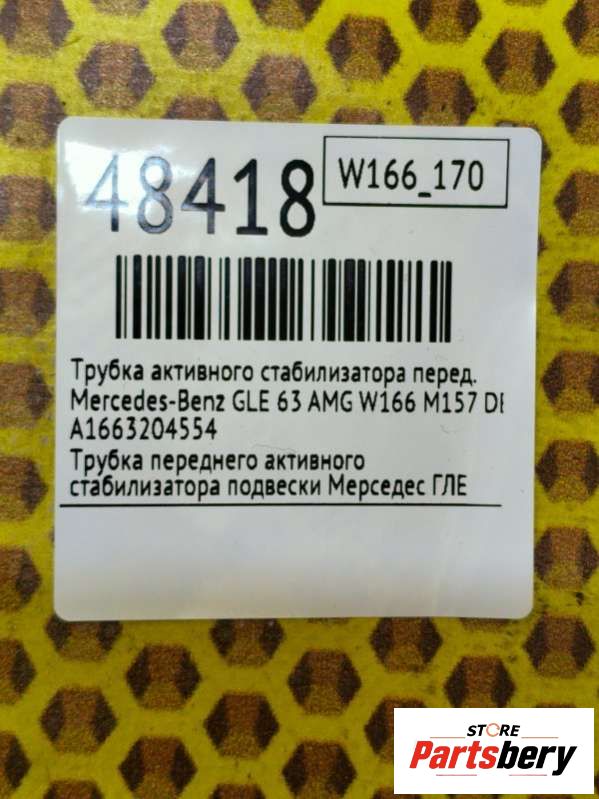 48418
W166_170
Трубка активного стабилизатора перед.
Mercedes-Benz GLE 63 AMG W166 M157 DE
A1663204554
Трубка переднего активного
стабилизатора подвески Мерседес ГЛЕ
STORE
Partsbery